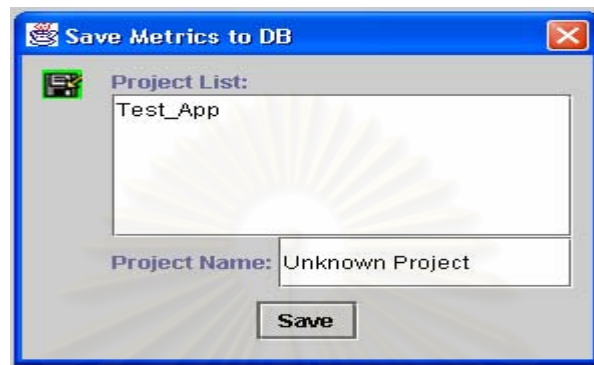 Save Metrics to DB
Project List:
Test_App
Project Name: Unknown Project
Save